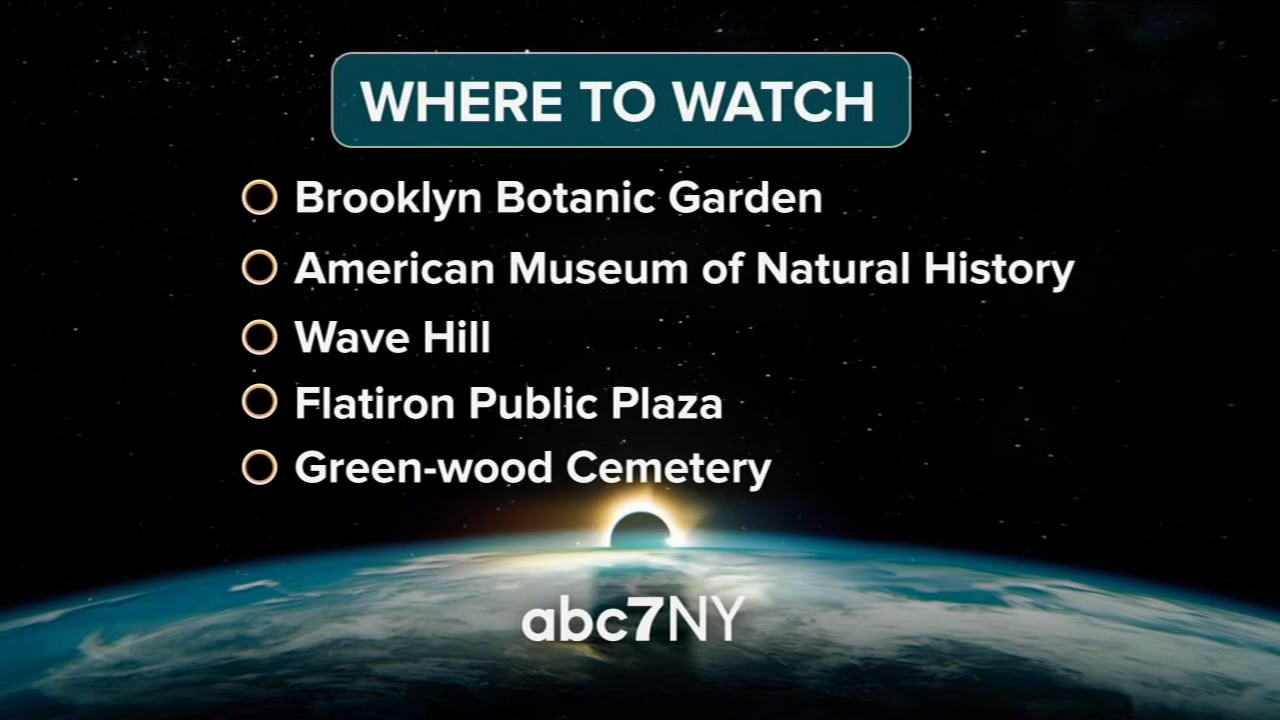 WHERE TO WATCH
Brooklyn Botanic Garden
American Museum of Natural History
Wave Hill
Flatiron Public Plaza
Green-wood Cemetery
abc7NY